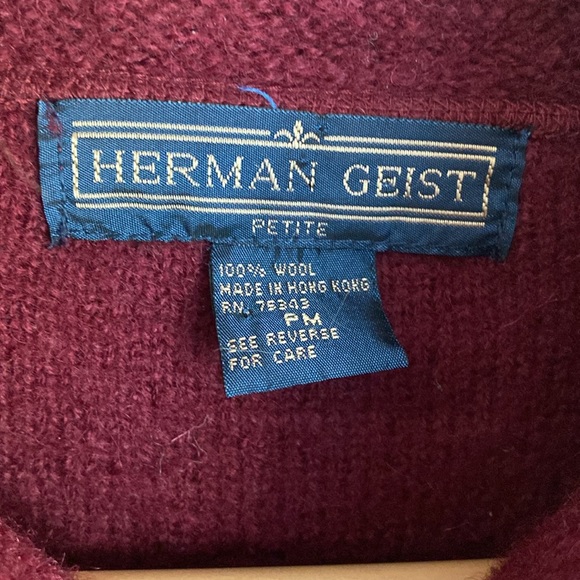 HERMAN GEIST
PETITE
100% WOOL
MADE IN HONG KONG
RN. 75343
PM
SEE REVERSE
FOR CARE